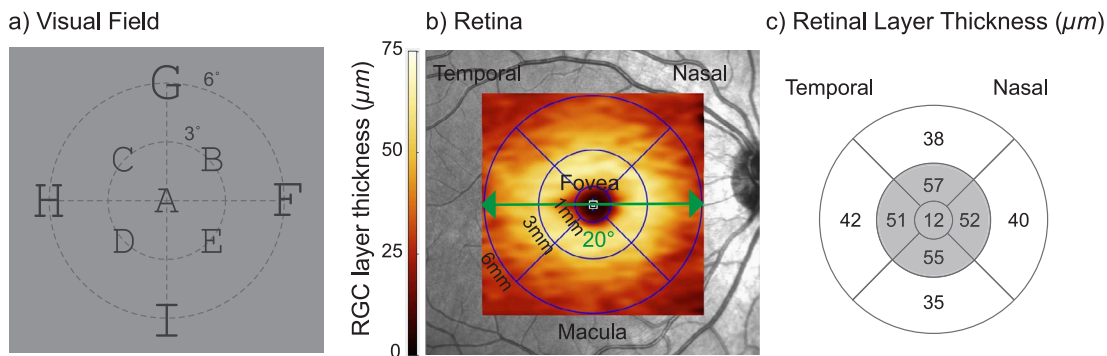 a) Visual Field
G
6°
3°
C
B
H
A
F
D
E
I
b) Retina
RGC layer thickness (µm)
75
50
25
0
Temporal
Nasal
Fovea
1mm
3mm
6mm
20°
Macula
c) Retinal Layer Thickness (µm)
Temporal
Nasal
38
57
42
51
12
52
40
55
35